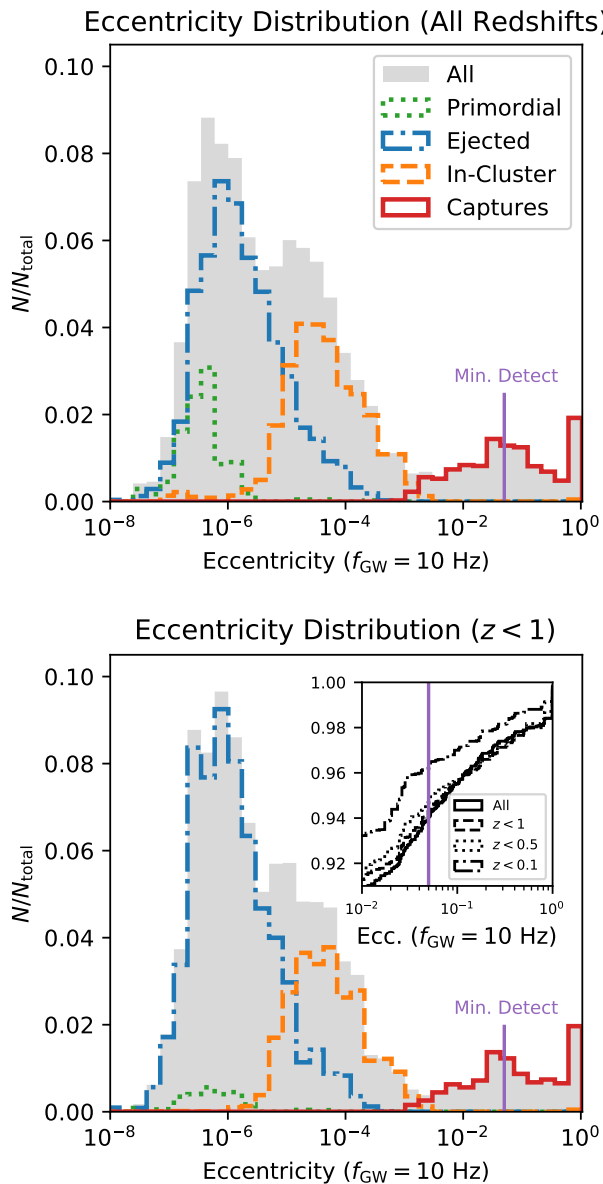 Eccentricity Distribution (All Redshifts)
0.10
0.08
0.06
0.04
0.02
0.00
N/N_total
All
Primordial
Ejected
In-Cluster
Captures
Min. Detect
10^−8
10^−6
10^−4
10^−2
10^0
Eccentricity (f_GW = 10 Hz)
Eccentricity Distribution (z < 1)
0.10
0.08
0.06
0.04
0.02
0.00
N/N_total
1.00
0.98
0.96
0.94
0.92
All
z < 1
z < 0.5
z < 0.1
10^−2
10^−1
10^0
Ecc. (f_GW = 10 Hz)
Min. Detect
10^−8
10^−6
10^−4
10^−2
10^0
Eccentricity (f_GW = 10 Hz)